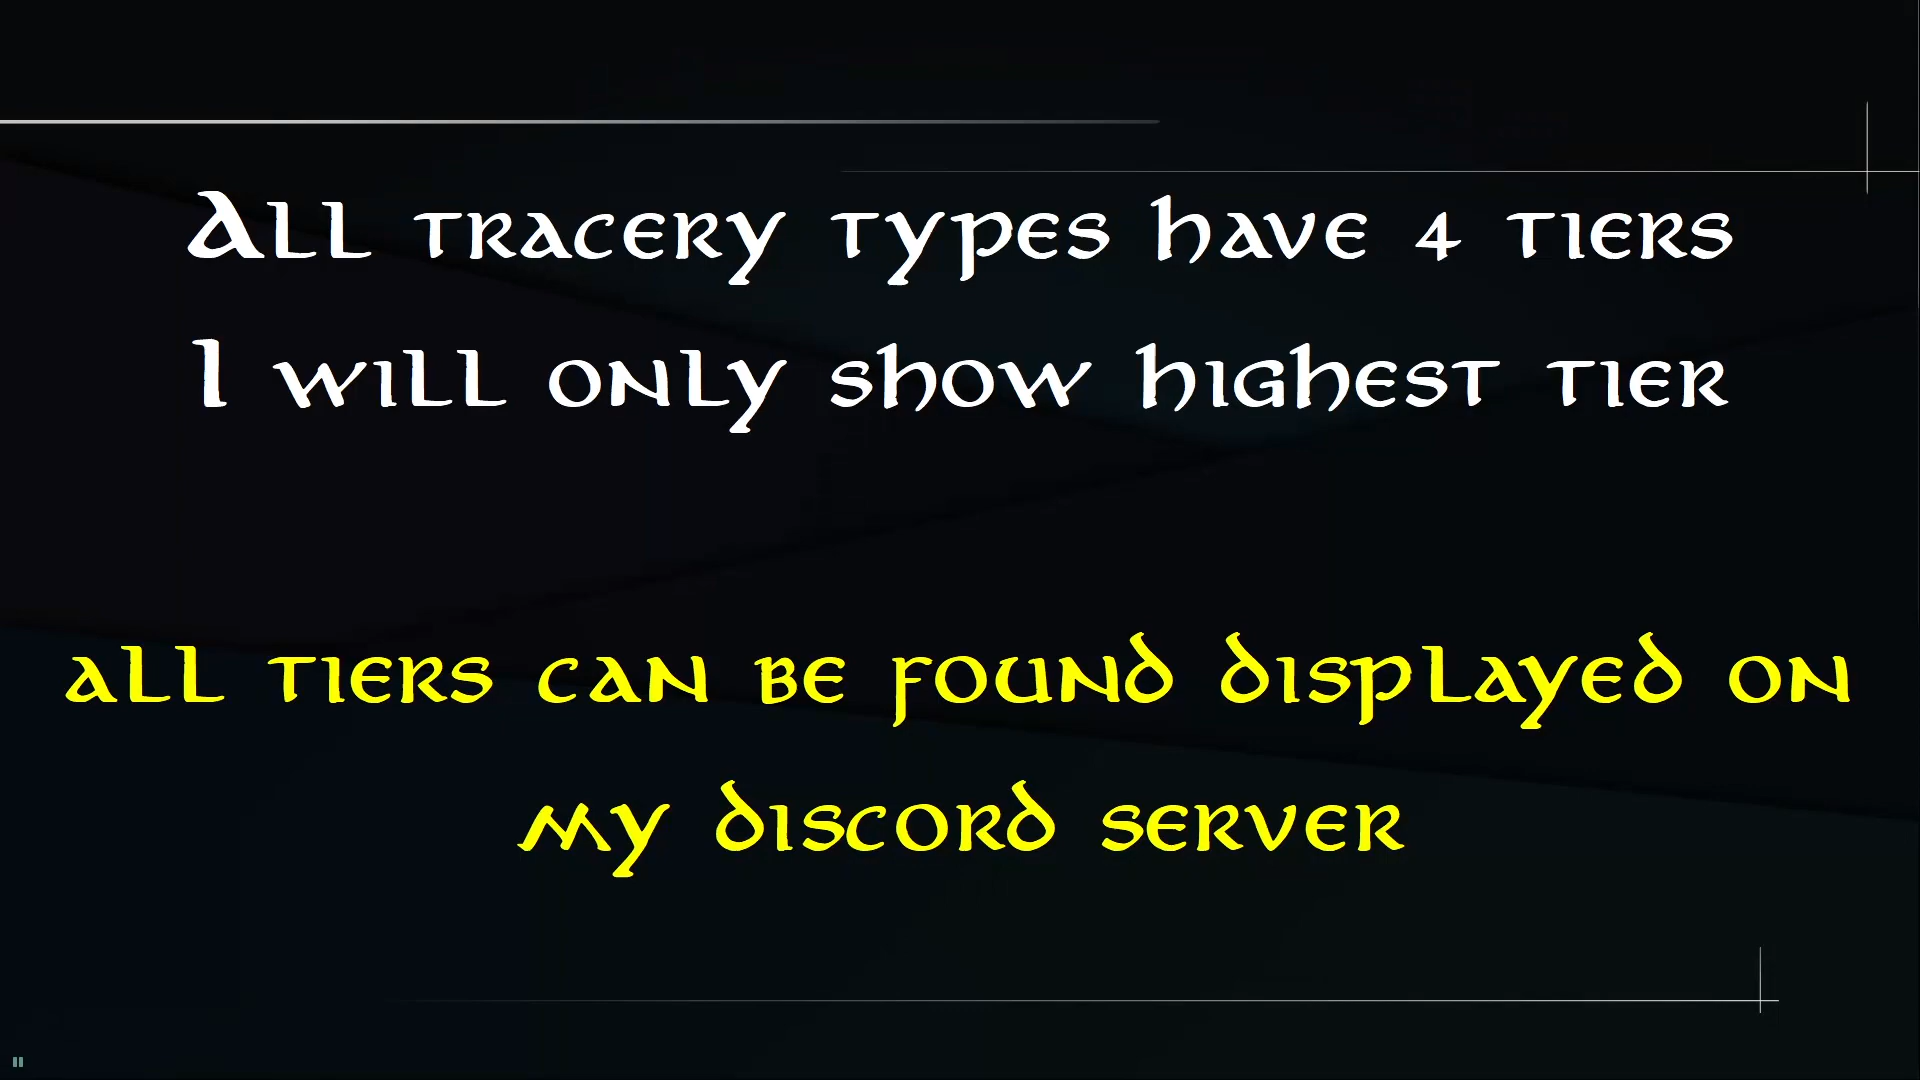 All tracery types have 4 tiers
I will only show highest tier
all tiers can be found displayed on
my discord server